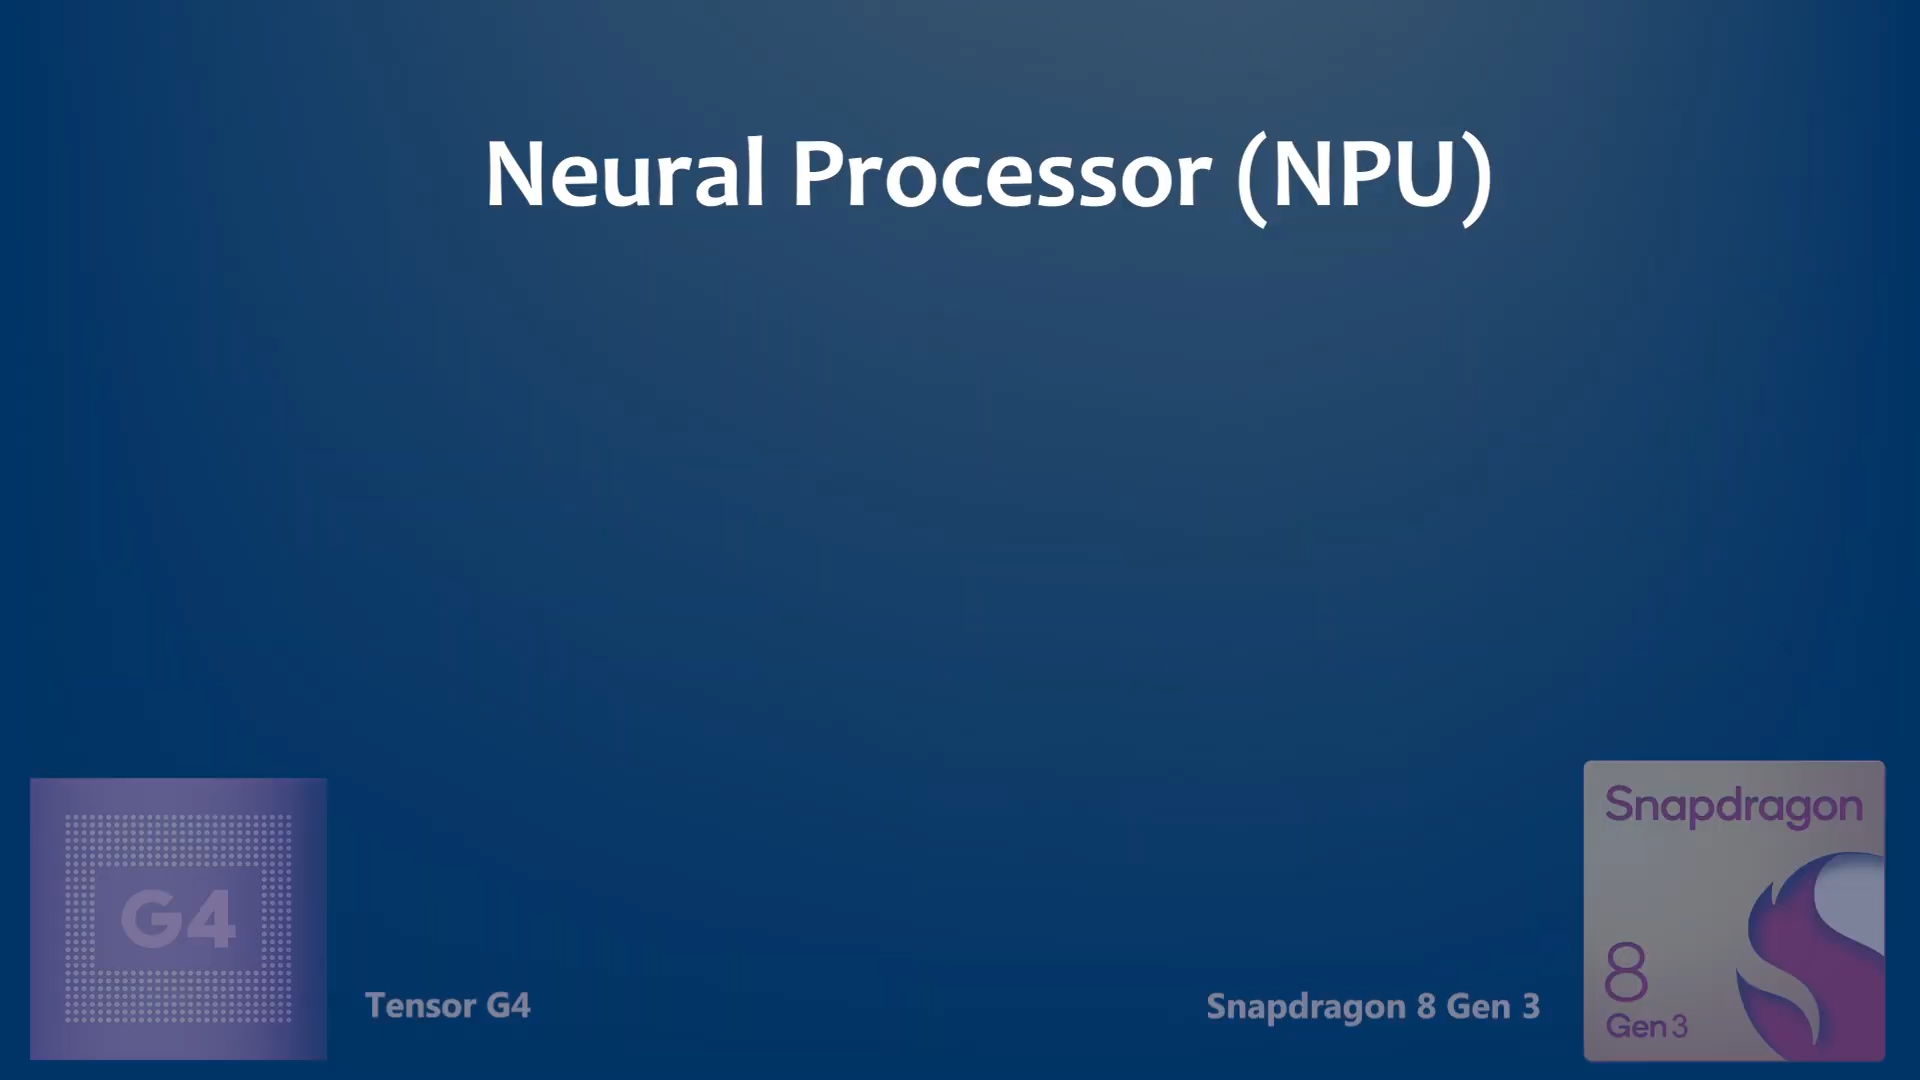 Neural Processor (NPU)
Snapdragon
G4
8
Gen 3
Tensor G4
Snapdragon 8 Gen 3